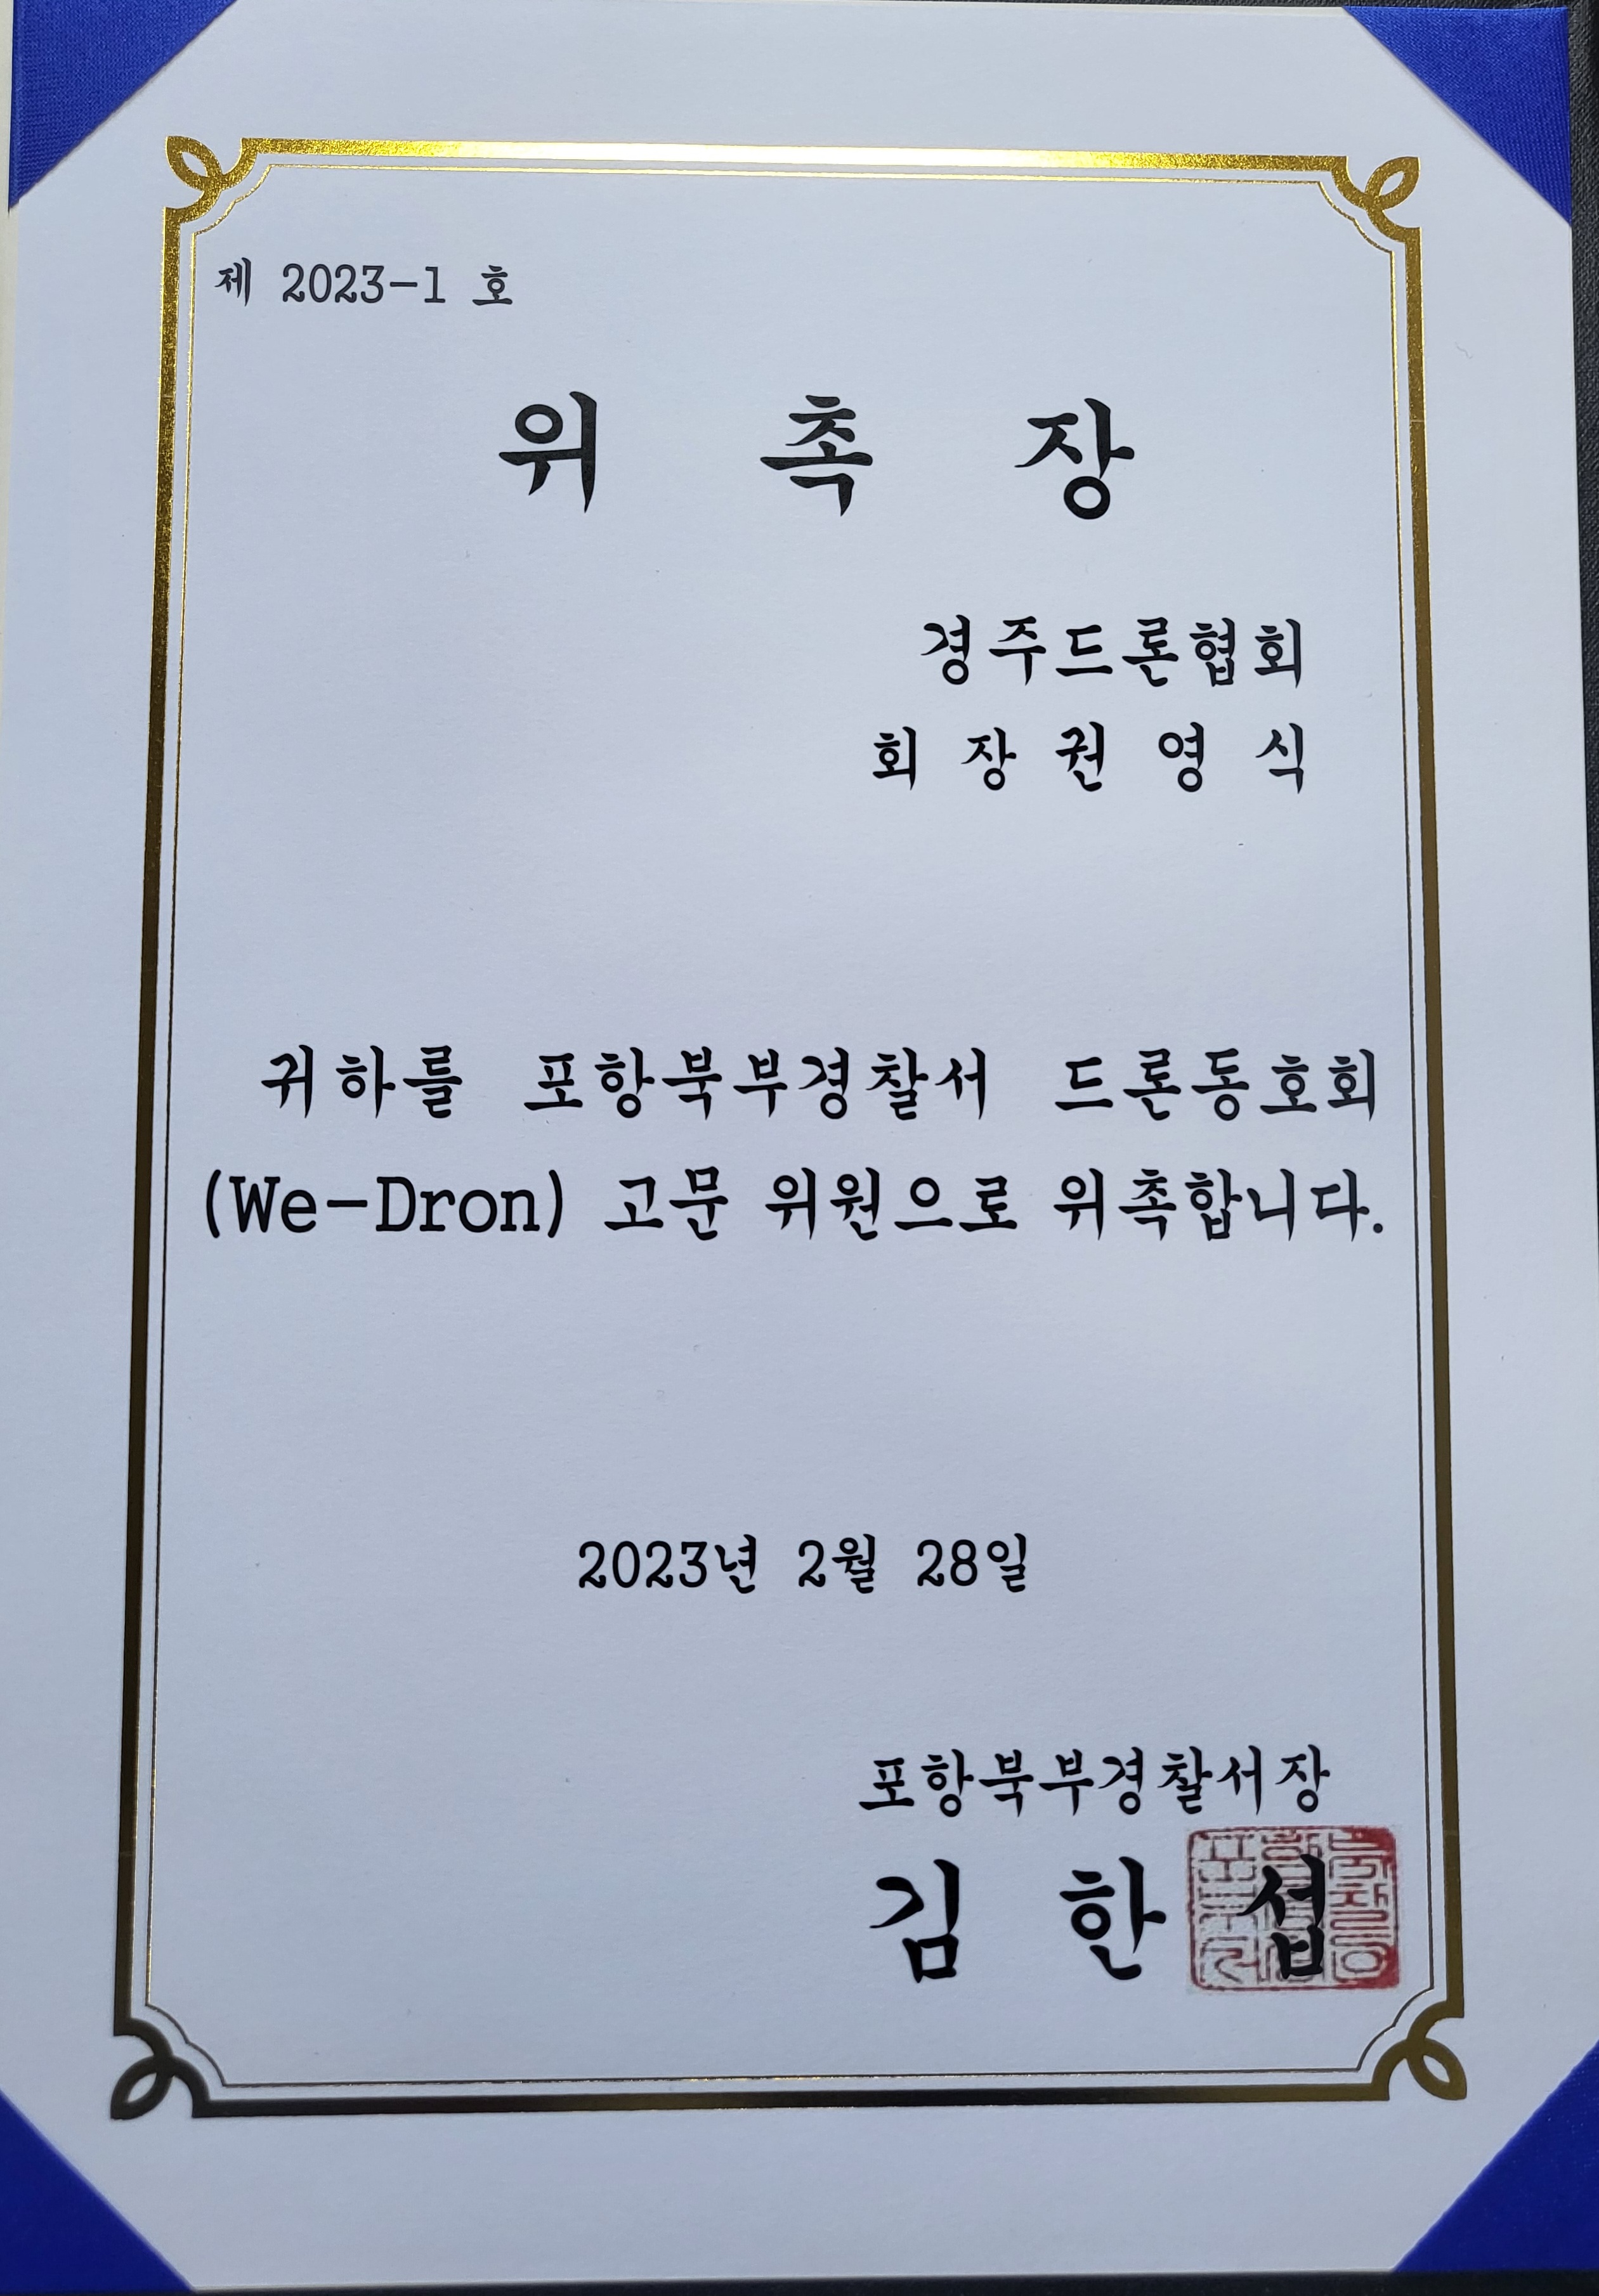 제 2023-1 호
위 촉 장
경주드론협회
회 장 권 영 식
귀하를 포항북부경찰서 드론동호회
(We-Dron) 고문 위원으로 위촉합니다.
2023년 2월 28일
포항북부경찰서장
김 한 섭